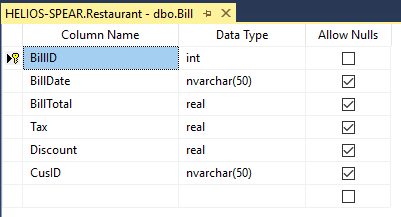 HELIOS-SPEAR.Restaurant - dbo.Bill
Column Name Data Type Allow Nulls
BillID int
BillDate nvarchar(50)
BillTotal real
Tax real
Discount real
CusID nvarchar(50)